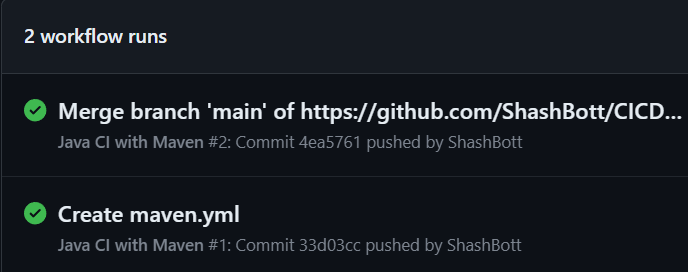 2 workflow runs
Merge branch 'main' of https://github.com/ShashBott/CICD...
Java CI with Maven #2: Commit 4ea5761 pushed by ShashBott
Create maven.yml
Java CI with Maven #1: Commit 33d03cc pushed by ShashBott